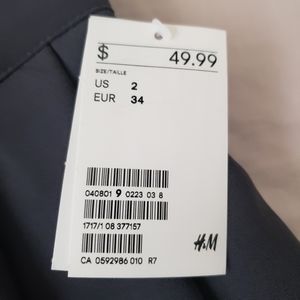 $ 49.99
SIZE/TAILLE
US 2
EUR 34
040801 9 0223 03 8
1717/1 08 377157
H&M
CA 0592986 010 R7